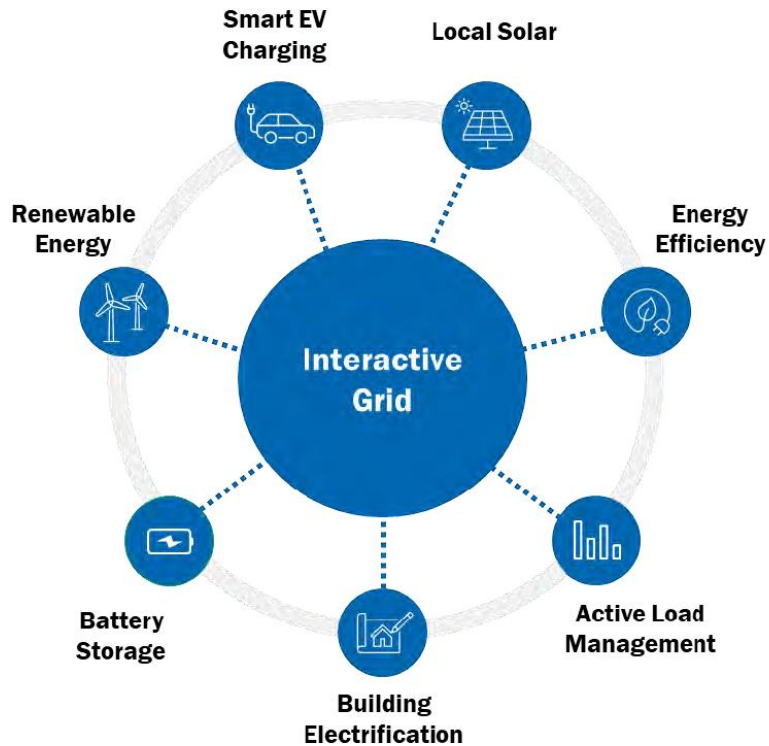 Smart EV
Charging
Local Solar
Renewable
Energy
Energy
Efficiency
Interactive
Grid
Battery
Storage
Active Load
Management
Building
Electrification